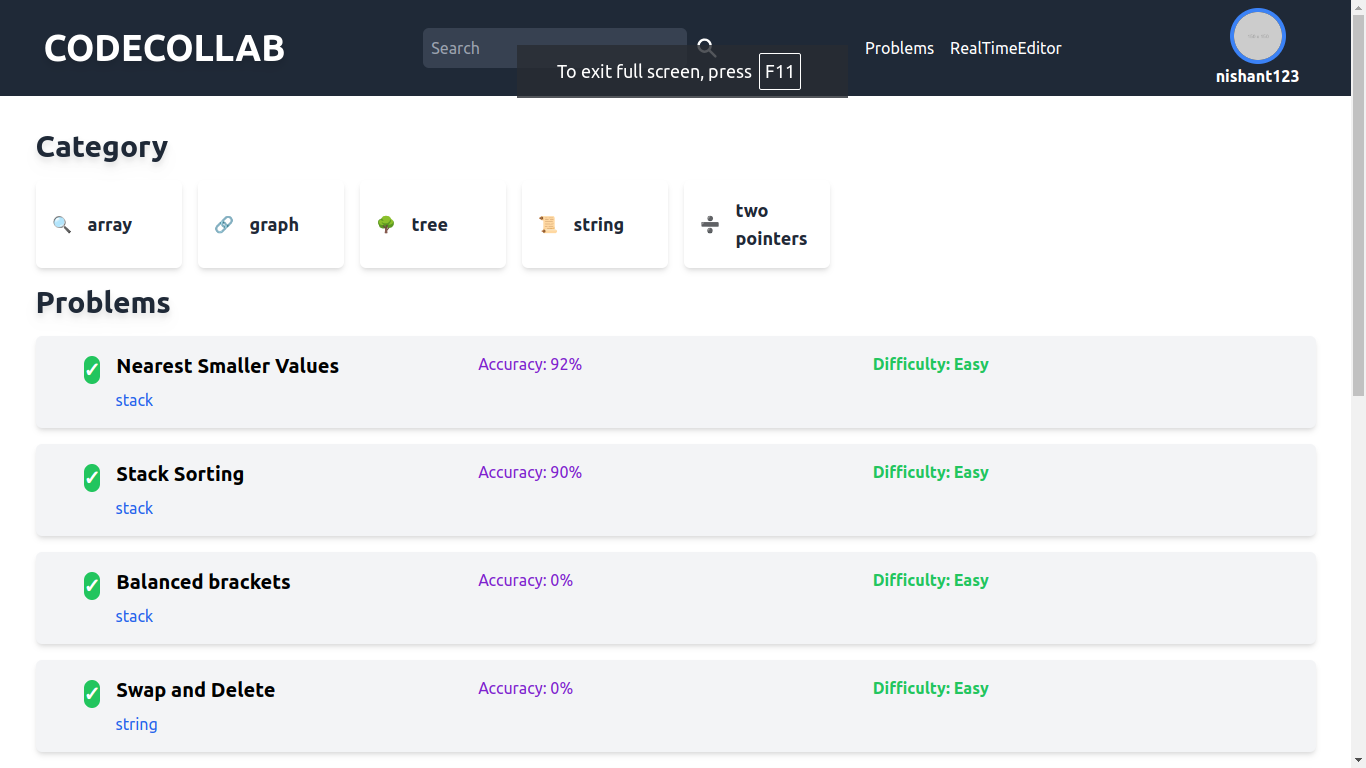 CODECOLLAB
Search
Problems RealTimeEditor
To exit full screen, press F11
nishant123
Category
array
graph
tree
string
two
pointers
Problems
✓ Nearest Smaller Values Accuracy: 92% Difficulty: Easy
stack
✓ Stack Sorting Accuracy: 90% Difficulty: Easy
stack
✓ Balanced brackets Accuracy: 0% Difficulty: Easy
stack
✓ Swap and Delete Accuracy: 0% Difficulty: Easy
string